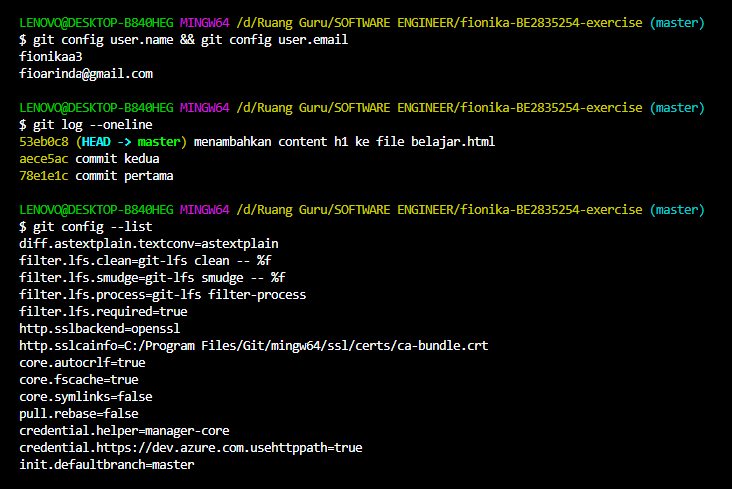 LENOVO@DESKTOP-B840HEG MINGW64 /d/Ruang Guru/SOFTWARE ENGINEER/fionika-BE2835254-exercise (master)
$ git config user.name && git config user.email
fionikaa3
fioarinda@gmail.com
LENOVO@DESKTOP-B840HEG MINGW64 /d/Ruang Guru/SOFTWARE ENGINEER/fionika-BE2835254-exercise (master)
$ git log --oneline
53eb0c8 (HEAD -> master) menambahkan content h1 ke file belajar.html
aece5ac commit kedua
78e1e1c commit pertama
LENOVO@DESKTOP-B840HEG MINGW64 /d/Ruang Guru/SOFTWARE ENGINEER/fionika-BE2835254-exercise (master)
$ git config --list
diff.astextplain.textconv=astextplain
filter.lfs.clean=git-lfs clean -- %f
filter.lfs.smudge=git-lfs smudge -- %f
filter.lfs.process=git-lfs filter-process
filter.lfs.required=true
http.sslbackend=openssl
http.sslcainfo=C:/Program Files/Git/mingw64/ssl/certs/ca-bundle.crt
core.autocrlf=true
core.fscache=true
core.symlinks=false
pull.rebase=false
credential.helper=manager-core
credential.https://dev.azure.com.usehttppath=true
init.defaultbranch=master